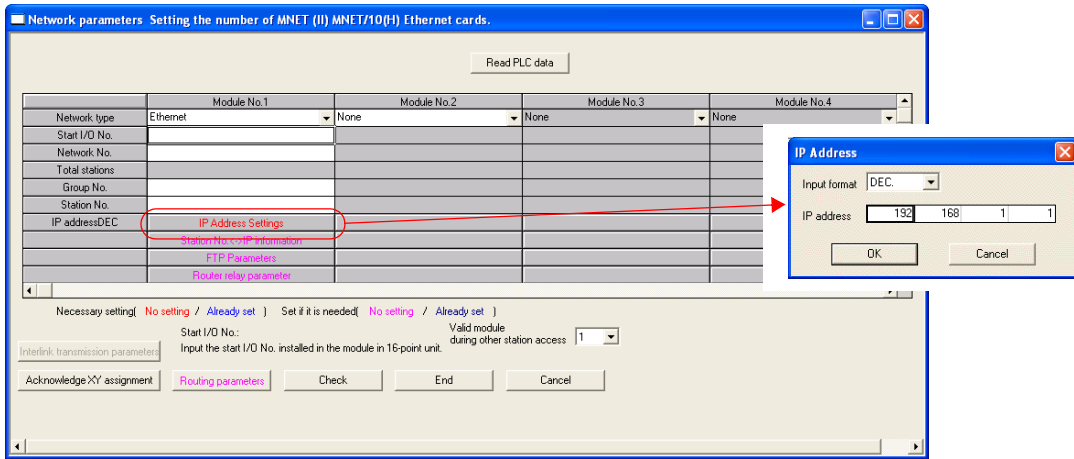 Network parameters Setting the number of MNET (II) MNET/10(H) Ethernet cards.
Read PLC data
Module No.1 Module No.2 Module No.3 Module No.4
Network type Ethernet None None None
Start I/O No.
Network No.
Total stations
Group No.
Station No.
IP addressDEC IP Address Settings
Station No.<->IP information
FTP Parameters
Router relay parameter
IP Address
Input format DEC.
IP address 192 168 1 1
OK Cancel
Necessary setting( No setting / Already set ) Set if it is needed( No setting / Already set )
Start I/O No.:
Input the start I/O No. installed in the module in 16-point unit.
Valid module
during other station access 1
Interlink transmission parameters
Acknowledge XY assignment Routing parameters Check End Cancel